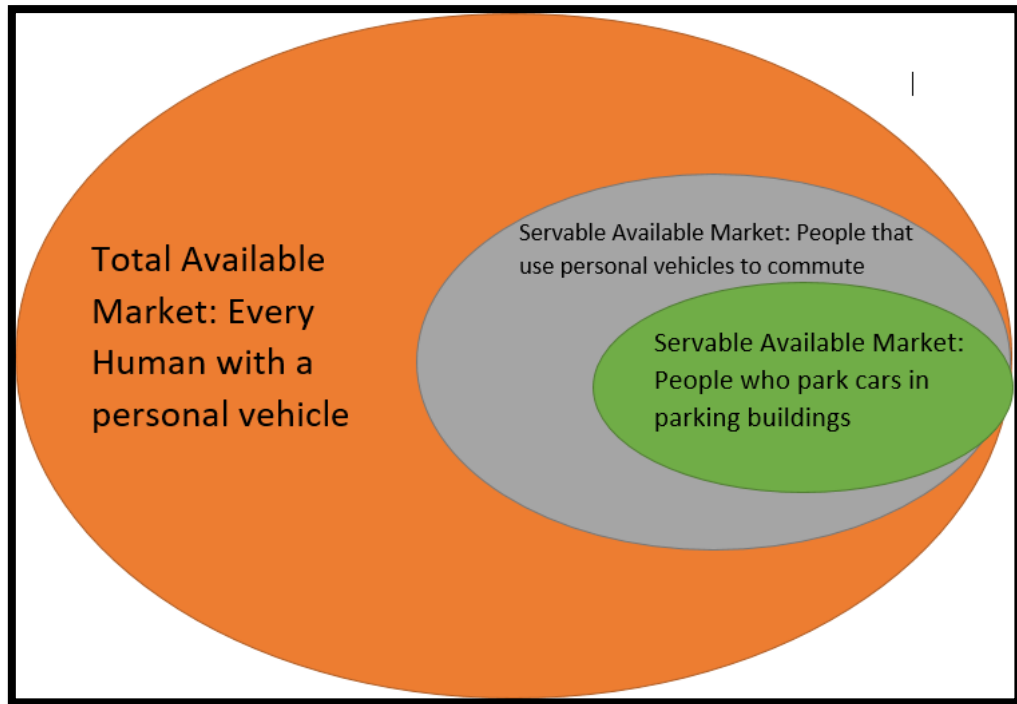 Total Available
Market: Every
Human with a
personal vehicle
Servable Available Market: People that
use personal vehicles to commute
Servable Available Market:
People who park cars in
parking buildings